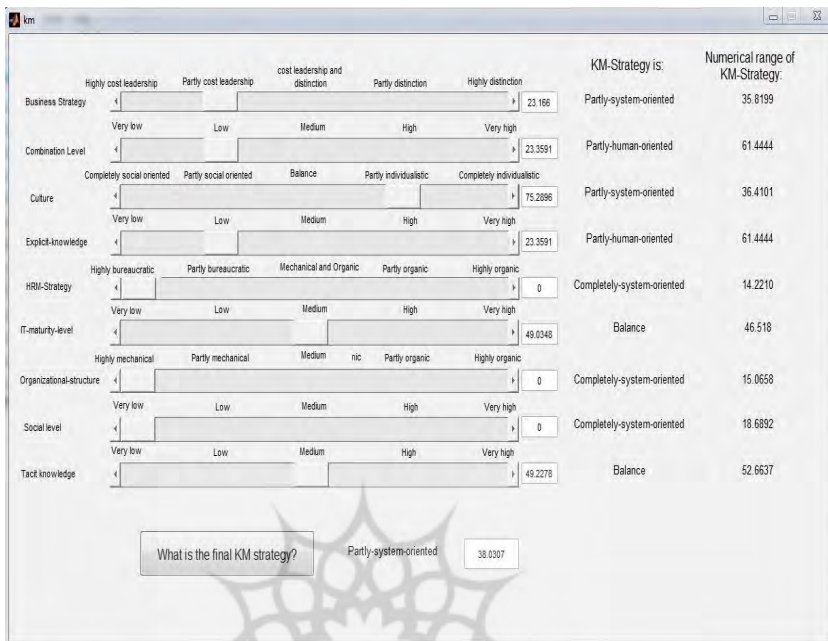 km
KM-Strategy is: Numerical range of KM-Strategy:
Highly cost leadership Partly cost leadership cost leadership and distinction Partly distinction Highly distinction
Business Strategy 23.166 Partly-system-oriented 35.8199
Very low Low Medium High Very high
Combination Level 23.3591 Partly-human-oriented 61.4444
Completely social oriented Partly social oriented Balance Partly individualistic Completely individualistic
Culture 75.2896 Partly-system-oriented 36.4101
Very low Low Medium High Very high
Explicit-knowledge 23.3591 Partly-human-oriented 61.4444
Highly bureaucratic Partly bureaucratic Mechanical and Organic Partly organic Highly organic
HRM-Strategy 0 Completely-system-oriented 14.2210
Very low Low Medium High Very high
IT-maturity-level 49.0348 Balance 46.518
Highly mechanical Partly mechanical Medium nic Partly organic Highly organic
Organizational-structure 0 Completely-system-oriented 15.0658
Very low Low Medium High Very high
Social level 0 Completely-system-oriented 18.6892
Very low Low Medium High Very high
Tacit knowledge 49.2278 Balance 52.6637
What is the final KM strategy? Partly-system-oriented 38.0307